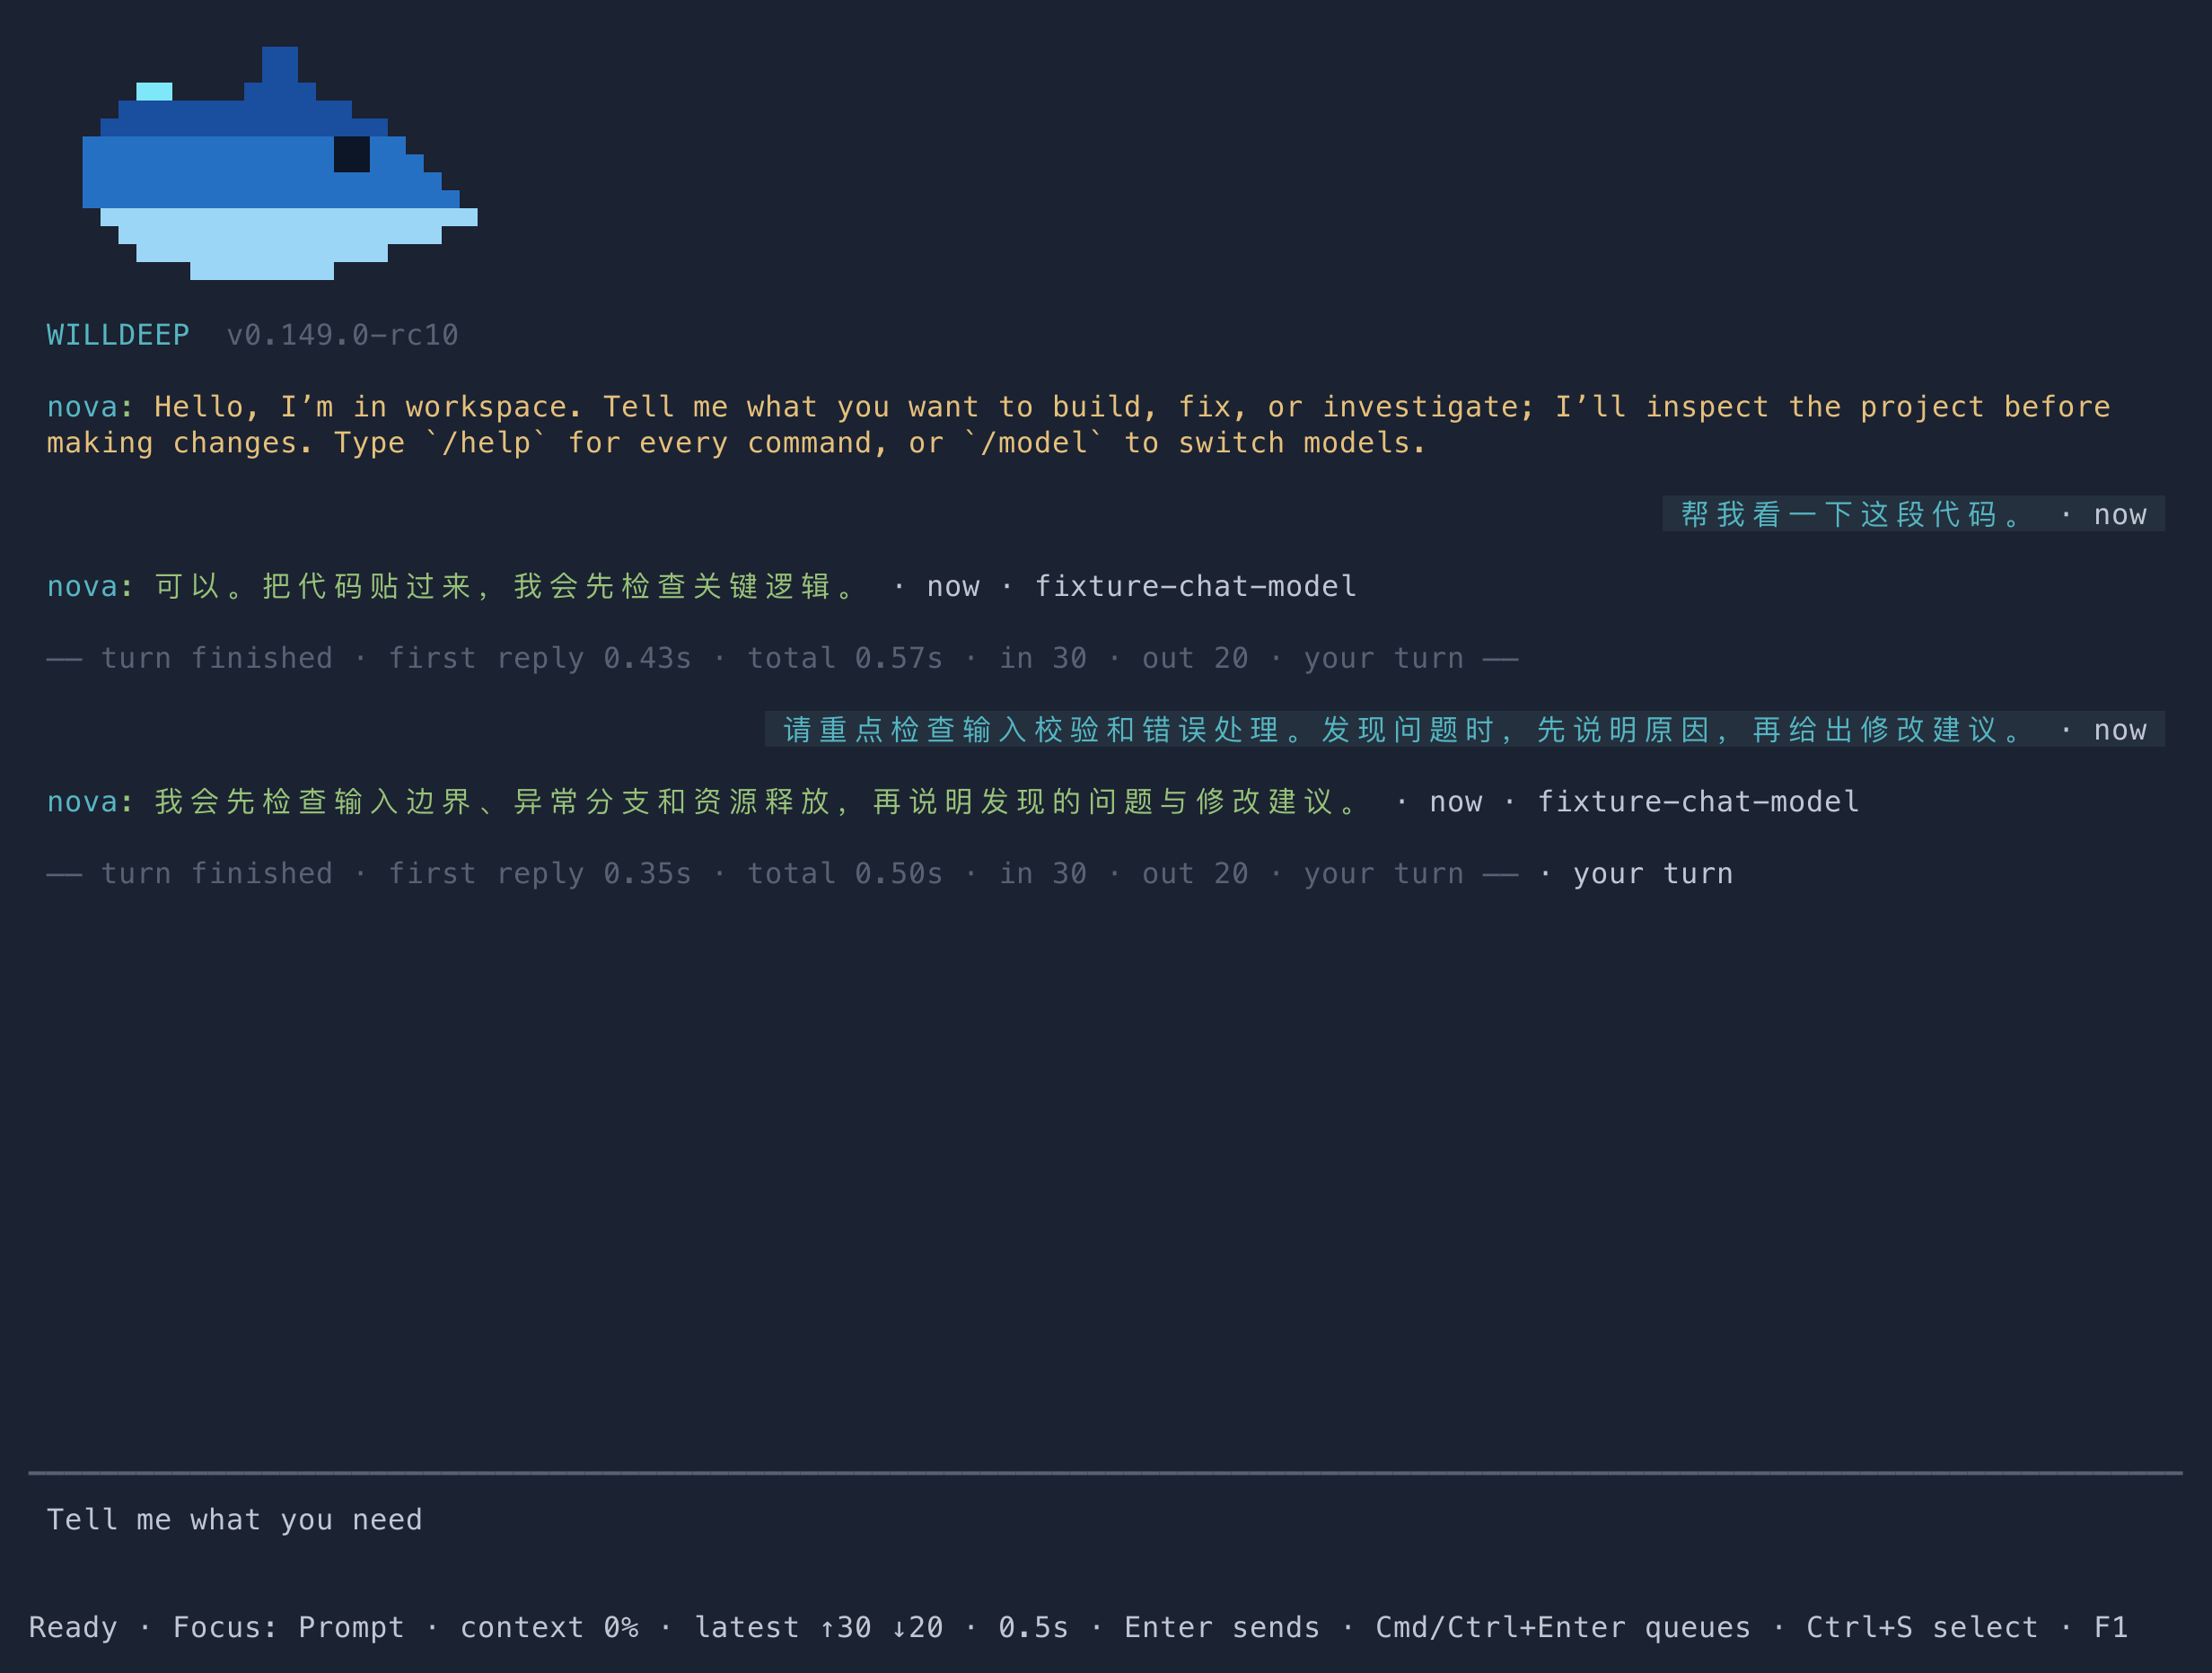 WILLDEEP v0.149.0-rc10
nova: Hello, I’m in workspace. Tell me what you want to build, fix, or investigate; I’ll inspect the project before
making changes. Type `/help` for every command, or `/model` to switch models.
帮我看一下这段代码。 · now
nova: 可以。把代码贴过来，我会先检查关键逻辑。 · now · fixture-chat-model
—— turn finished · first reply 0.43s · total 0.57s · in 30 · out 20 · your turn ——
请重点检查输入校验和错误处理。发现问题时，先说明原因，再给出修改建议。 · now
nova: 我会先检查输入边界、异常分支和资源释放，再说明发现的问题与修改建议。 · now · fixture-chat-model
—— turn finished · first reply 0.35s · total 0.50s · in 30 · out 20 · your turn —— · your turn
Tell me what you need
Ready · Focus: Prompt · context 0% · latest ↑30 ↓20 · 0.5s · Enter sends · Cmd/Ctrl+Enter queues · Ctrl+S select · F1